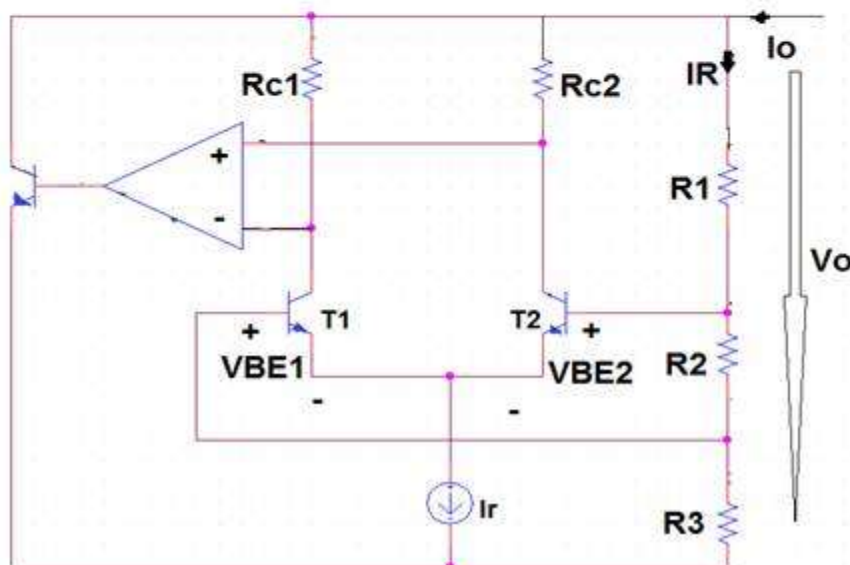 Io
IR
Rc1
Rc2
+
-
R1
Vo
T1
T2
+
+
VBE1
VBE2
R2
-
-
Ir
R3